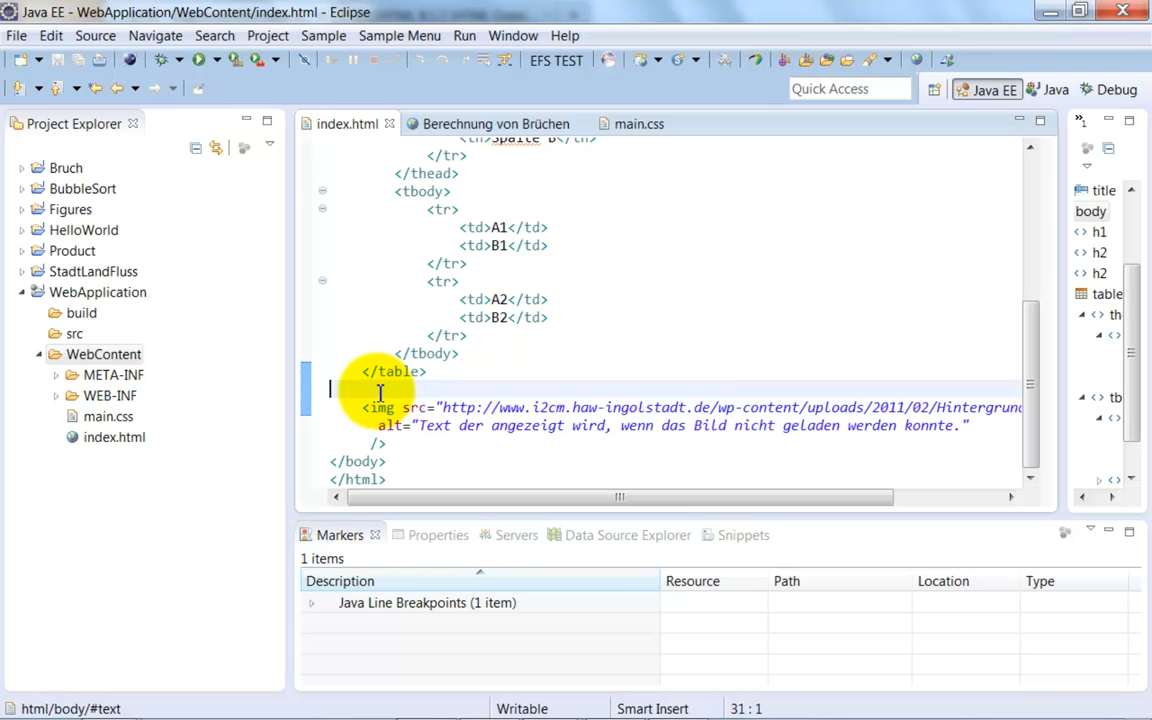 Java EE - WebApplication/WebContent/index.html - Eclipse
File Edit Source Navigate Search Project Sample Sample Menu Run Window Help
EFS TEST
Quick Access
Java EE
Java
Debug
Project Explorer
index.html
Berechnung von Brüchen
main.css
Bruch
BubbleSort
Figures
HelloWorld
Product
StadtLandFluss
WebApplication
build
src
WebContent
META-INF
WEB-INF
main.css
index.html
<th>Spalte B</th>
</tr>
</thead>
<tbody>
<tr>
<td>A1</td>
<td>B1</td>
</tr>
<tr>
<td>A2</td>
<td>B2</td>
</tr>
</tbody>
</table>
<img src="http://www.i2cm.haw-ingolstadt.de/wp-content/uploads/2011/02/Hintergrund
alt="Text der angezeigt wird, wenn das Bild nicht geladen werden konnte."
/>
</body>
</html>
1
title
body
h1
h2
h2
table
th
tb
Markers
Properties
Servers
Data Source Explorer
Snippets
1 items
Description Resource Path Location Type
Java Line Breakpoints (1 item)
html/body/#text Writable Smart Insert 31 : 1